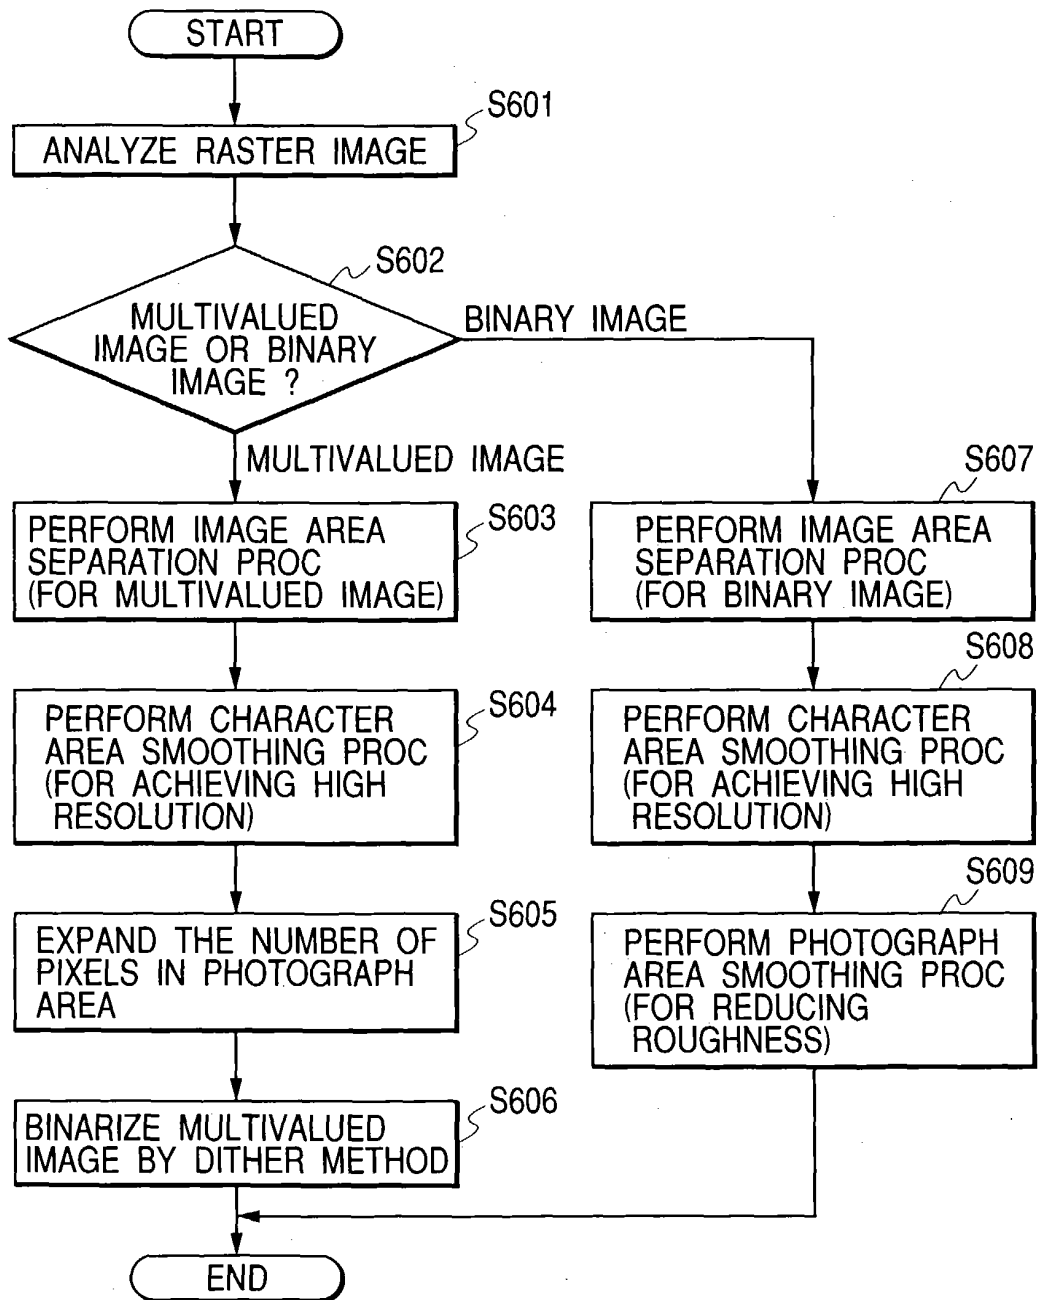 START
S601
ANALYZE RASTER IMAGE
S602
MULTIVALUED
IMAGE OR BINARY
IMAGE ?
BINARY IMAGE
MULTIVALUED IMAGE
S603
PERFORM IMAGE AREA
SEPARATION PROC
(FOR MULTIVALUED IMAGE)
S604
PERFORM CHARACTER
AREA SMOOTHING PROC
(FOR ACHIEVING HIGH
RESOLUTION)
S605
EXPAND THE NUMBER OF
PIXELS IN PHOTOGRAPH
AREA
S606
BINARIZE MULTIVALUED
IMAGE BY DITHER METHOD
S607
PERFORM IMAGE AREA
SEPARATION PROC
(FOR BINARY IMAGE)
S608
PERFORM CHARACTER
AREA SMOOTHING PROC
(FOR ACHIEVING HIGH
RESOLUTION)
S609
PERFORM PHOTOGRAPH
AREA SMOOTHING PROC
(FOR REDUCING
ROUGHNESS)
END